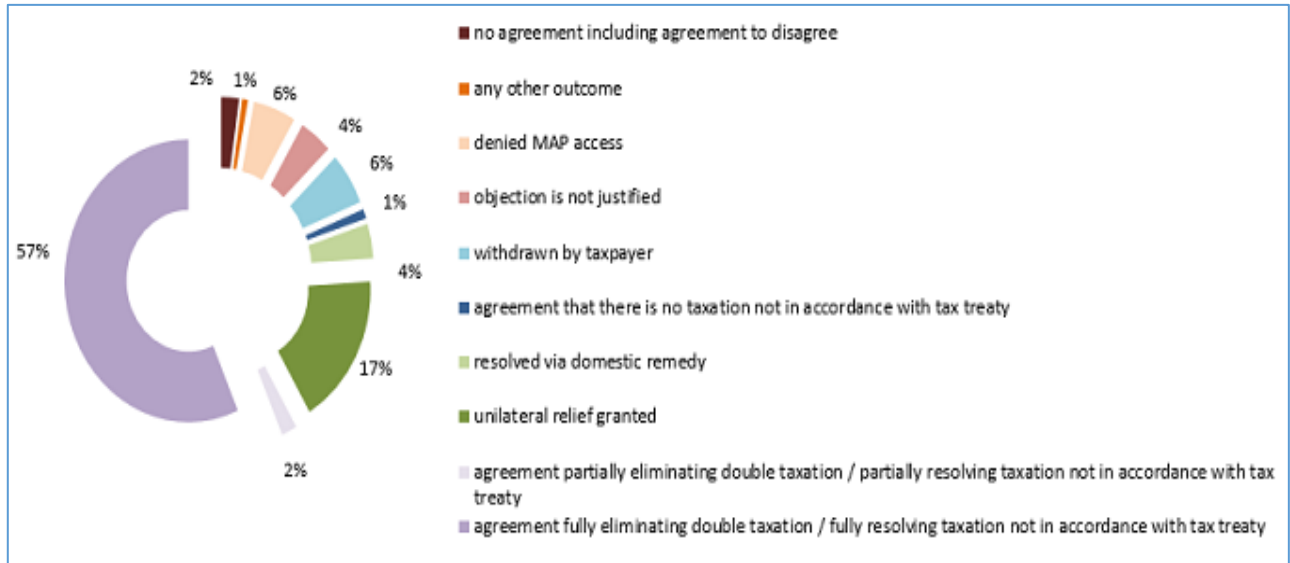 no agreement including agreement to disagree
2%
1%
6%
any other outcome
4%
denied MAP access
6%
objection is not justified
1%
57%
withdrawn by taxpayer
4%
agreement that there is no taxation not in accordance with tax treaty
resolved via domestic remedy
17%
unilateral relief granted
2%
agreement partially eliminating double taxation / partially resolving taxation not in accordance with tax
treaty
agreement fully eliminating double taxation / fully resolving taxation not in accordance with tax treaty